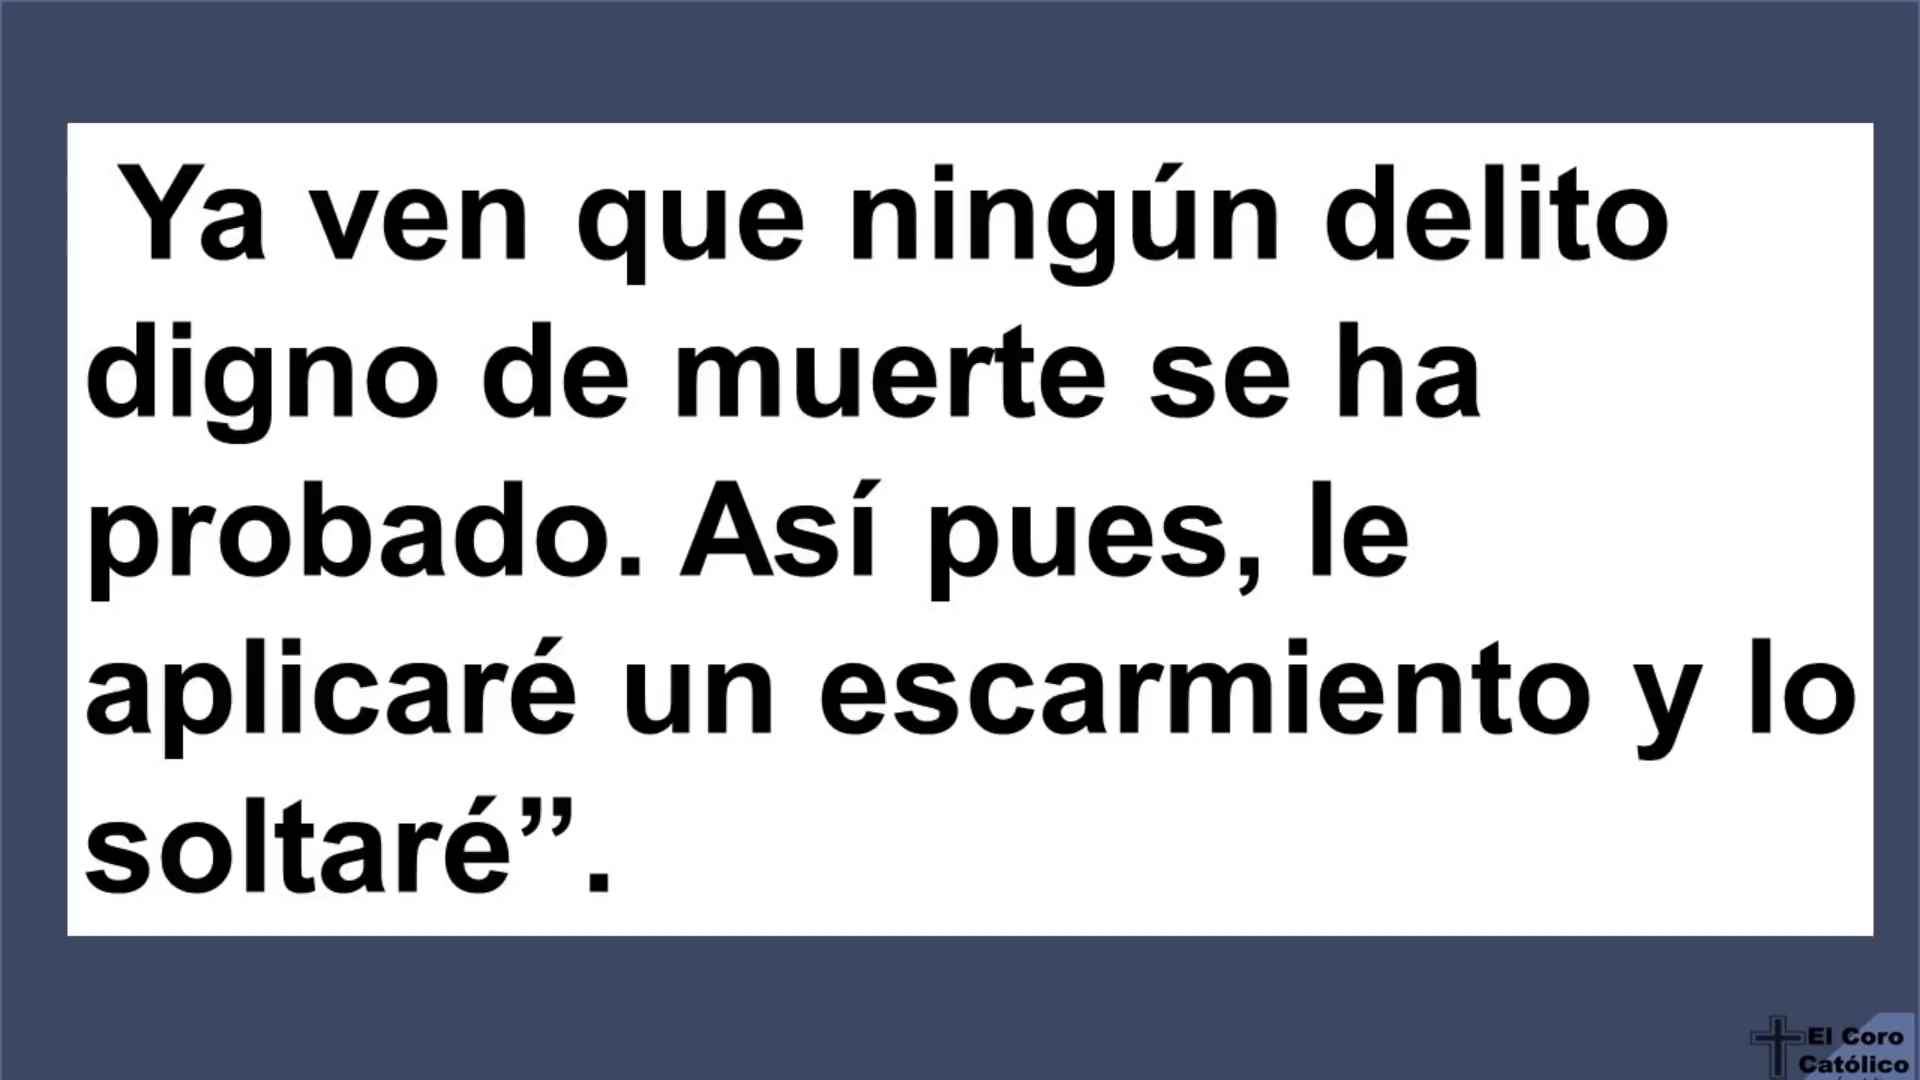 Ya ven que ningún delito
digno de muerte se ha
probado. Así pues, le
aplicaré un escarmiento y lo
soltaré”.
El Coro
Católico